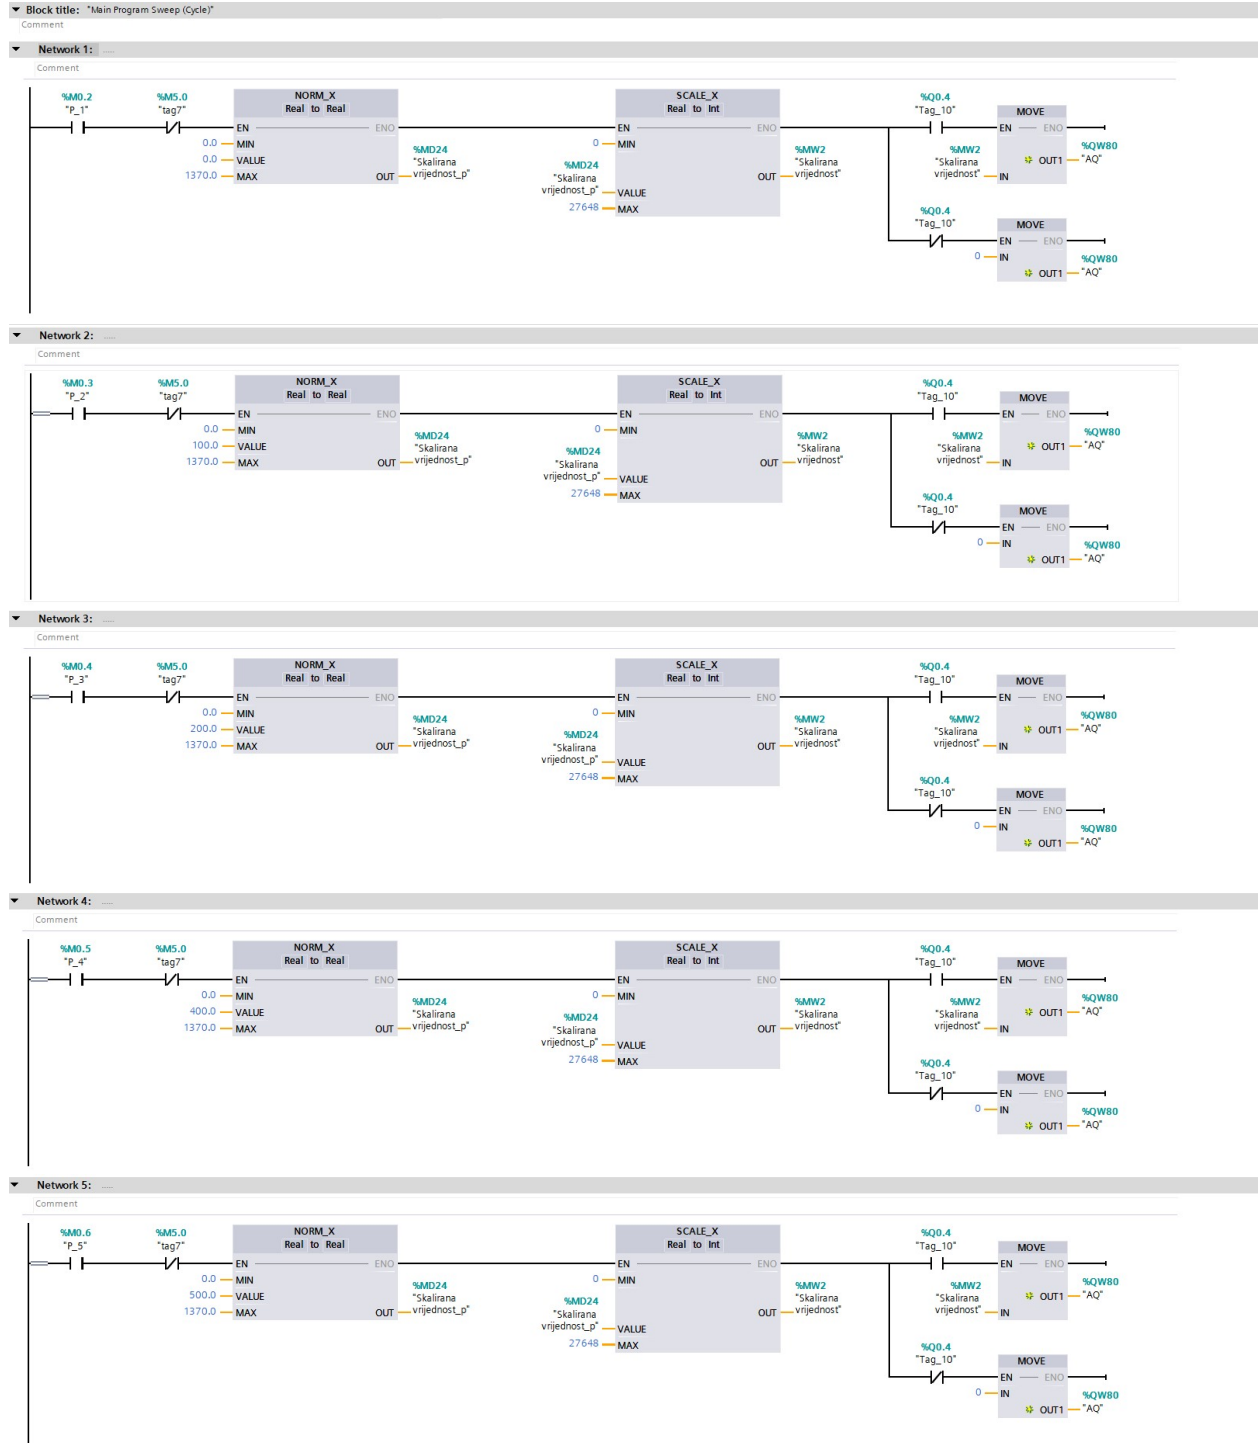 Block title: "Main Program Sweep (Cycle)"
Comment
Network 1: .....
Comment
%M0.2 %M5.0 NORM_X SCALE_X %Q0.4
"P_1" "tag7" Real to Real Real to Int "Tag_10" MOVE
EN ENO EN ENO EN ENO
0.0 MIN %MD24 0 MIN %MW2 %MW2 %QW80
0.0 VALUE "Skalirana %MD24 "Skalirana "Skalirana OUT1 "AQ"
1370.0 MAX OUT vrijednost_p" "Skalirana OUT vrijednost" vrijednost" IN
vrijednost_p" VALUE
27648 MAX
%Q0.4
"Tag_10" MOVE
EN ENO
0 IN %QW80
OUT1 "AQ"
Network 2: .....
Comment
%M0.3 %M5.0 NORM_X SCALE_X %Q0.4
"P_2" "tag7" Real to Real Real to Int "Tag_10" MOVE
EN ENO EN ENO EN ENO
0.0 MIN %MD24 0 MIN %MW2 %MW2 %QW80
100.0 VALUE "Skalirana %MD24 "Skalirana "Skalirana OUT1 "AQ"
1370.0 MAX OUT vrijednost_p" "Skalirana OUT vrijednost" vrijednost" IN
vrijednost_p" VALUE
27648 MAX
%Q0.4
"Tag_10" MOVE
EN ENO
0 IN %QW80
OUT1 "AQ"
Network 3: .....
Comment
%M0.4 %M5.0 NORM_X SCALE_X %Q0.4
"P_3" "tag7" Real to Real Real to Int "Tag_10" MOVE
EN ENO EN ENO EN ENO
0.0 MIN %MD24 0 MIN %MW2 %MW2 %QW80
200.0 VALUE "Skalirana %MD24 "Skalirana "Skalirana OUT1 "AQ"
1370.0 MAX OUT vrijednost_p" "Skalirana OUT vrijednost" vrijednost" IN
vrijednost_p" VALUE
27648 MAX
%Q0.4
"Tag_10" MOVE
EN ENO
0 IN %QW80
OUT1 "AQ"
Network 4: .....
Comment
%M0.5 %M5.0 NORM_X SCALE_X %Q0.4
"P_4" "tag7" Real to Real Real to Int "Tag_10" MOVE
EN ENO EN ENO EN ENO
0.0 MIN %MD24 0 MIN %MW2 %MW2 %QW80
400.0 VALUE "Skalirana %MD24 "Skalirana "Skalirana OUT1 "AQ"
1370.0 MAX OUT vrijednost_p" "Skalirana OUT vrijednost" vrijednost" IN
vrijednost_p" VALUE
27648 MAX
%Q0.4
"Tag_10" MOVE
EN ENO
0 IN %QW80
OUT1 "AQ"
Network 5: .....
Comment
%M0.6 %M5.0 NORM_X SCALE_X %Q0.4
"P_5" "tag7" Real to Real Real to Int "Tag_10" MOVE
EN ENO EN ENO EN ENO
0.0 MIN %MD24 0 MIN %MW2 %MW2 %QW80
500.0 VALUE "Skalirana %MD24 "Skalirana "Skalirana OUT1 "AQ"
1370.0 MAX OUT vrijednost_p" "Skalirana OUT vrijednost" vrijednost" IN
vrijednost_p" VALUE
27648 MAX
%Q0.4
"Tag_10" MOVE
EN ENO
0 IN %QW80
OUT1 "AQ"